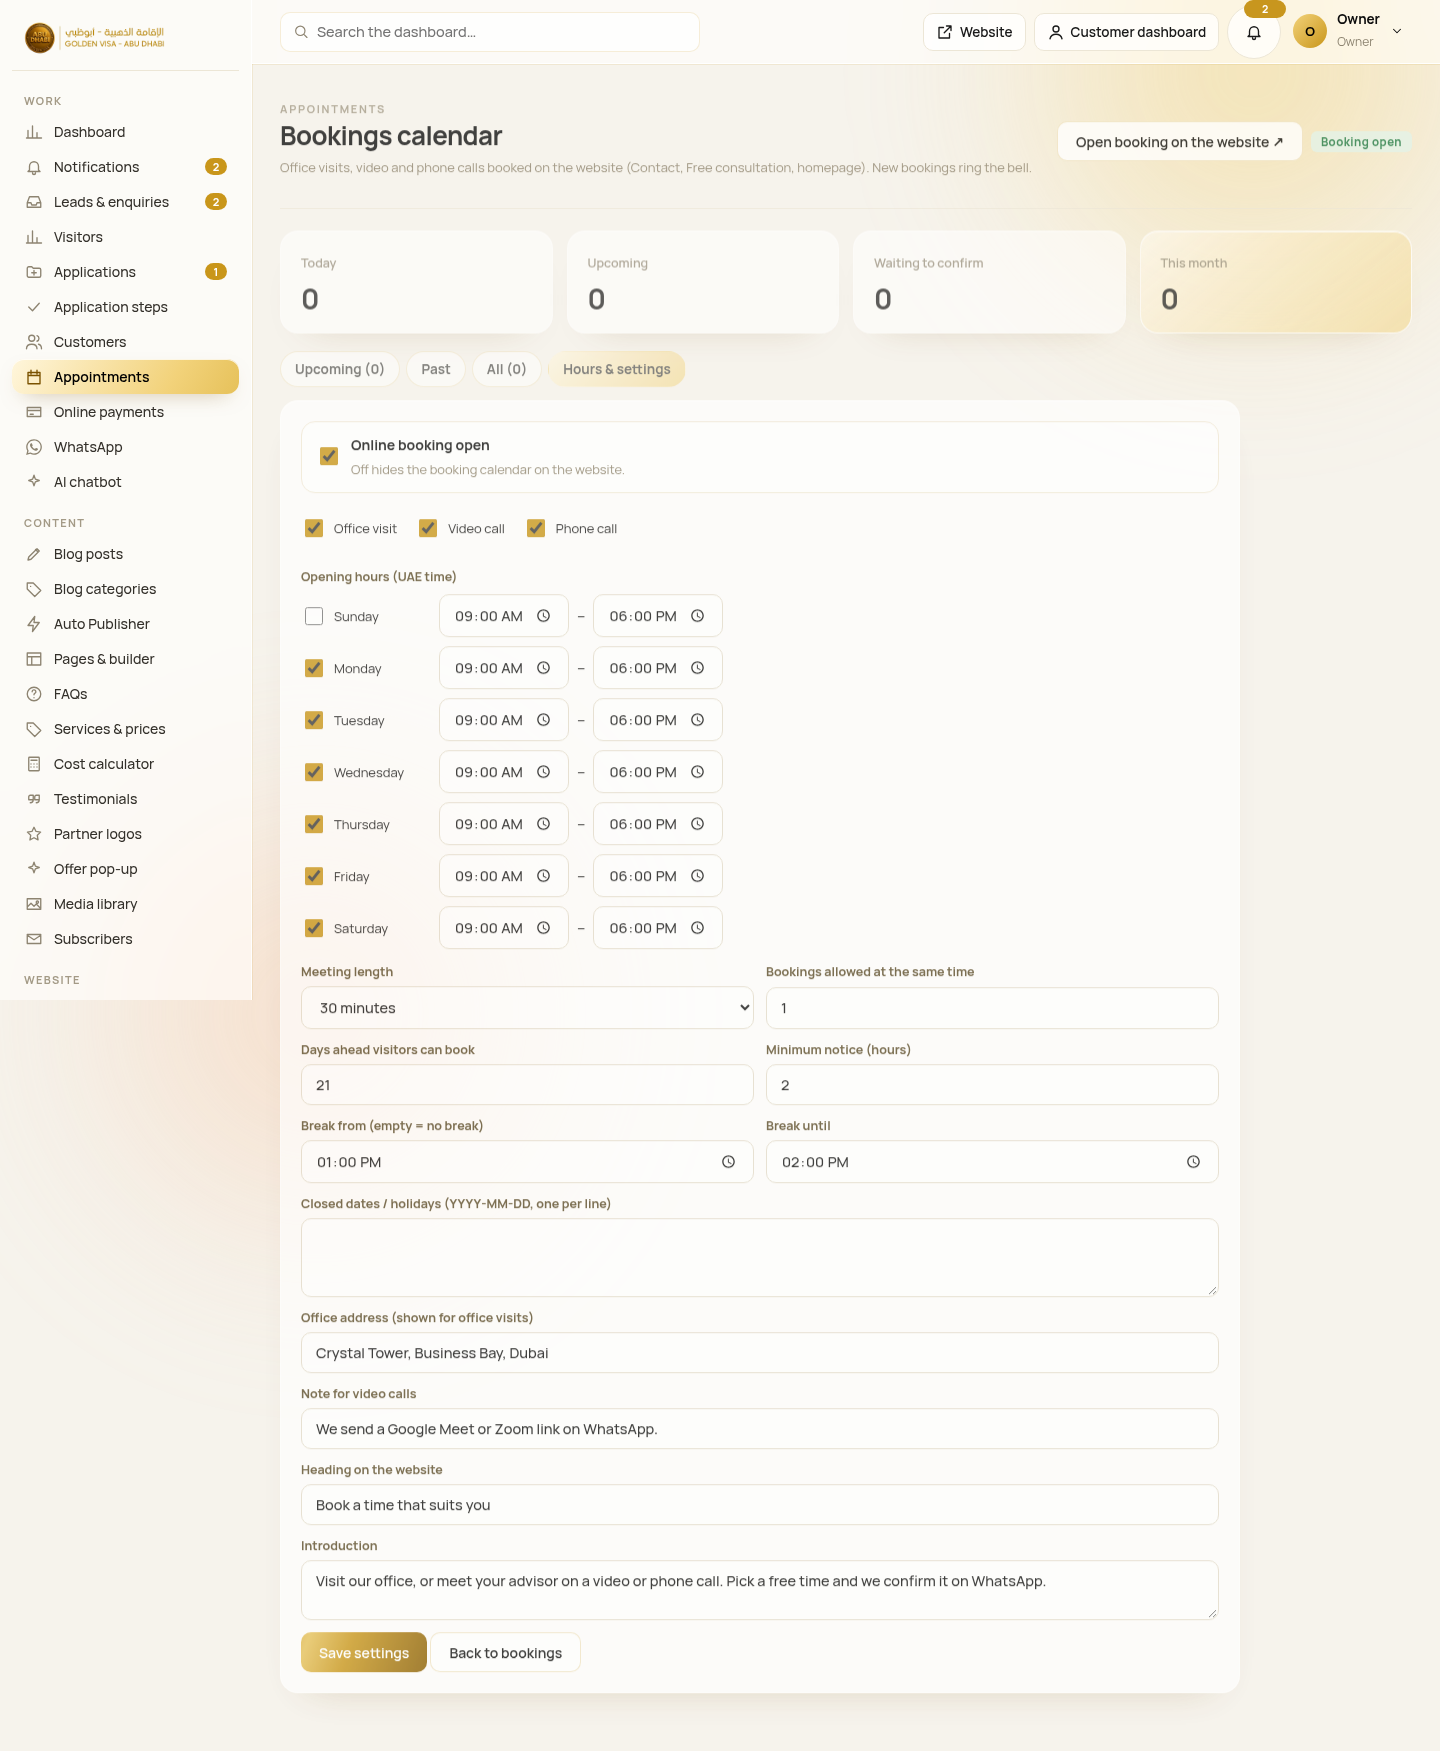 ABU DHABI
الإقامة الذهبية - ابوظبي
GOLDEN VISA - ABU DHABI
Search the dashboard...
Website
Customer dashboard
2
O
Owner
Owner
WORK
Dashboard
Notifications 2
Leads & enquiries 2
Visitors
Applications 1
Application steps
Customers
Appointments
Online payments
WhatsApp
AI chatbot
CONTENT
Blog posts
Blog categories
Auto Publisher
Pages & builder
FAQs
Services & prices
Cost calculator
Testimonials
Partner logos
Offer pop-up
Media library
Subscribers
WEBSITE
APPOINTMENTS
Bookings calendar
Office visits, video and phone calls booked on the website (Contact, Free consultation, homepage). New bookings ring the bell.
Open booking on the website ↗
Booking open
Today
0
Upcoming
0
Waiting to confirm
0
This month
0
Upcoming (0) Past All (0) Hours & settings
Online booking open
Off hides the booking calendar on the website.
Office visit Video call Phone call
Opening hours (UAE time)
Sunday 09:00 AM – 06:00 PM
Monday 09:00 AM – 06:00 PM
Tuesday 09:00 AM – 06:00 PM
Wednesday 09:00 AM – 06:00 PM
Thursday 09:00 AM – 06:00 PM
Friday 09:00 AM – 06:00 PM
Saturday 09:00 AM – 06:00 PM
Meeting length
30 minutes
Bookings allowed at the same time
1
Days ahead visitors can book
21
Minimum notice (hours)
2
Break from (empty = no break)
01:00 PM
Break until
02:00 PM
Closed dates / holidays (YYYY-MM-DD, one per line)
Office address (shown for office visits)
Crystal Tower, Business Bay, Dubai
Note for video calls
We send a Google Meet or Zoom link on WhatsApp.
Heading on the website
Book a time that suits you
Introduction
Visit our office, or meet your advisor on a video or phone call. Pick a free time and we confirm it on WhatsApp.
Save settings
Back to bookings